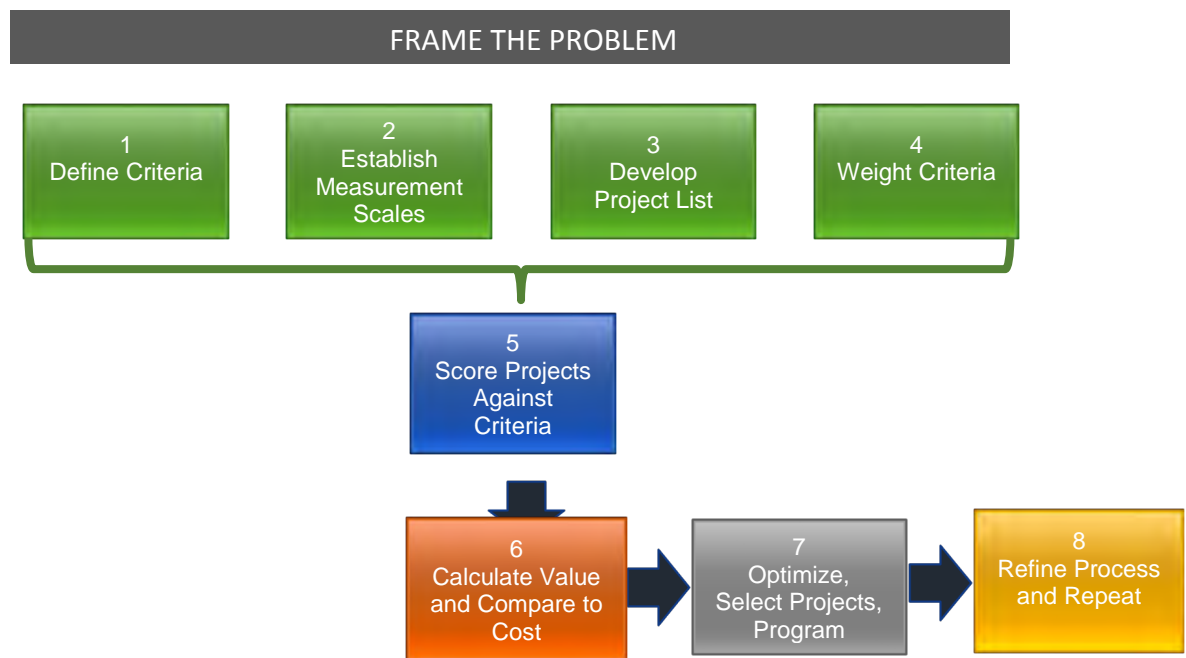 FRAME THE PROBLEM
1
Define Criteria
2
Establish
Measurement
Scales
3
Develop
Project List
4
Weight Criteria
5
Score Projects
Against
Criteria
6
Calculate Value
and Compare to
Cost
7
Optimize,
Select Projects,
Program
8
Refine Process
and Repeat